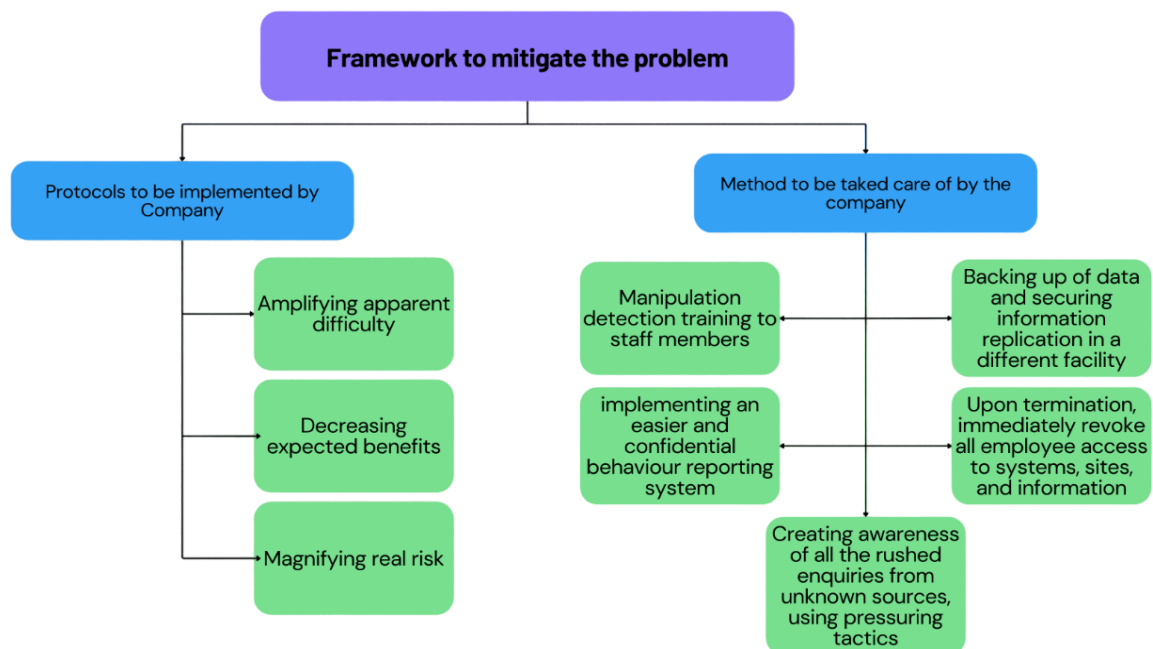 Framework to mitigate the problem
Protocols to be implemented by
Company
Method to be taked care of by the
company
Amplifying apparent
difficulty
Decreasing
expected benefits
Magnifying real risk
Manipulation
detection training to
staff members
Backing up of data
and securing
information
replication in a
different facility
implementing an
easier and
confidential
behaviour reporting
system
Upon termination,
immediately revoke
all employee access
to systems, sites,
and information
Creating awareness
of all the rushed
enquiries from
unknown sources,
using pressuring
tactics